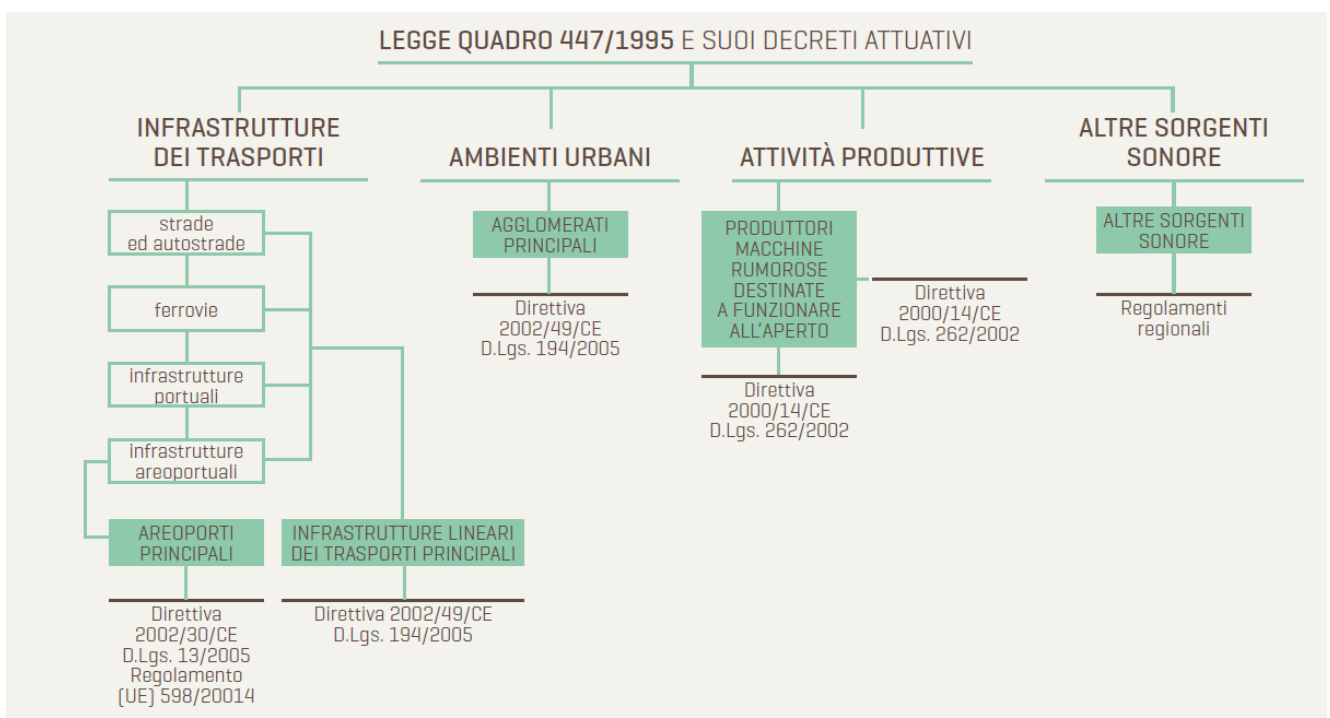 LEGGE QUADRO 447/1995 E SUOI DECRETI ATTUATIVI
INFRASTRUTTURE
DEI TRASPORTI
strade
ed autostrade
ferrovie
infrastrutture
portuali
infrastrutture
areoportuali
AREOPORTI
PRINCIPALI
Direttiva
2002/30/CE
D.Lgs. 13/2005
Regolamento
(UE) 598/20014
INFRASTRUTTURE LINEARI
DEI TRASPORTI PRINCIPALI
Direttiva 2002/49/CE
D.Lgs. 194/2005
AMBIENTI URBANI
AGGLOMERATI
PRINCIPALI
Direttiva
2002/49/CE
D.Lgs. 194/2005
ATTIVITÀ PRODUTTIVE
PRODUTTORI
MACCHINE
RUMOROSE
DESTINATE
A FUNZIONARE
ALL'APERTO
Direttiva
2000/14/CE
D.Lgs. 262/2002
Direttiva
2000/14/CE
D.Lgs. 262/2002
ALTRE SORGENTI
SONORE
ALTRE SORGENTI
SONORE
Regolamenti
regionali